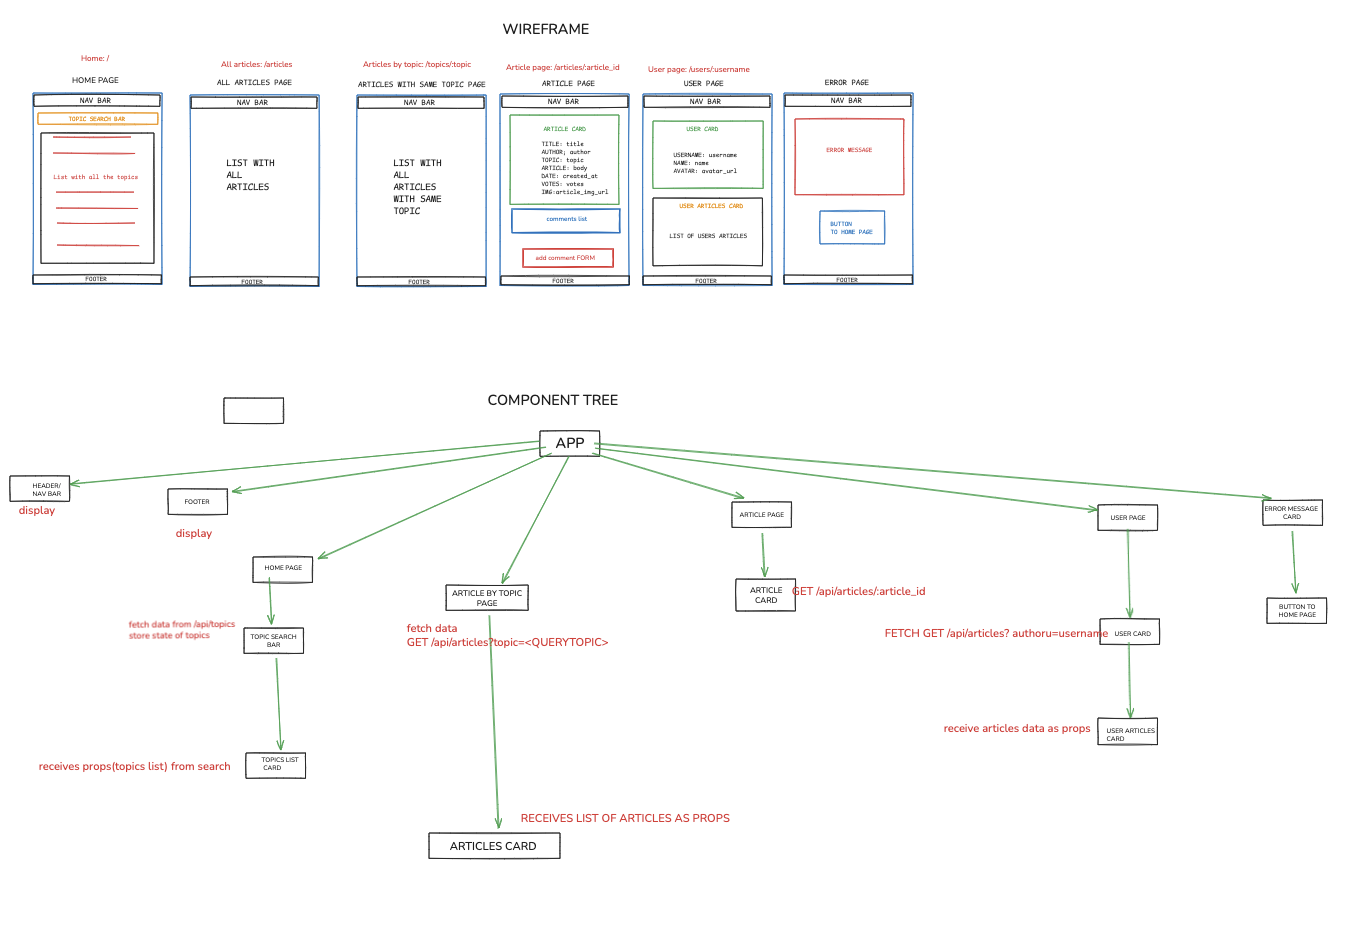 WIREFRAME
Home: /
HOME PAGE
NAV BAR
TOPIC SEARCH BAR
List with all the topics
FOOTER
All articles: /articles
ALL ARTICLES PAGE
NAV BAR
LIST WITH
ALL
ARTICLES
FOOTER
Articles by topic: /topics/:topic
ARTICLES WITH SAME TOPIC PAGE
NAV BAR
LIST WITH
ALL
ARTICLES
WITH SAME
TOPIC
FOOTER
Article page: /articles/:article_id
ARTICLE PAGE
NAV BAR
ARTICLE CARD
TITLE: title
AUTHOR; author
TOPIC: topic
ARTICLE: body
DATE: created_at
VOTES: votes
IMG:article_img_url
comments list
add comment FORM
FOOTER
User page: /users/:username
USER PAGE
NAV BAR
USER CARD
USERNAME: username
NAME: name
AVATAR: avatar_url
USER ARTICLES CARD
LIST OF USERS ARTICLES
FOOTER
ERROR PAGE
NAV BAR
ERROR MESSAGE
BUTTON
TO HOME PAGE
FOOTER
COMPONENT TREE
APP
HEADER/
NAV BAR
display
FOOTER
display
HOME PAGE
fetch data from /api/topics
store state of topics
TOPIC SEARCH
BAR
receives props(topics list) from search
TOPICS LIST
CARD
ARTICLE BY TOPIC
PAGE
fetch data
GET /api/articles?topic=<QUERYTOPIC>
RECEIVES LIST OF ARTICLES AS PROPS
ARTICLES CARD
ARTICLE PAGE
ARTICLE
CARD
GET /api/articles/:article_id
USER PAGE
FETCH GET /api/articles? authoru=username
USER CARD
receive articles data as props
USER ARTICLES
CARD
ERROR MESSAGE
CARD
BUTTON TO
HOME PAGE